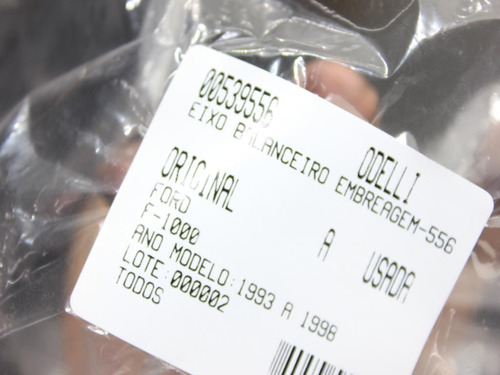 00539556 ODELLI
EIXO BALANCEIRO EMBREAGEM-556
ORIGINAL A USADA
FORD
F-1000
ANO MODELO:1993 A 1998
LOTE:000002
TODOS